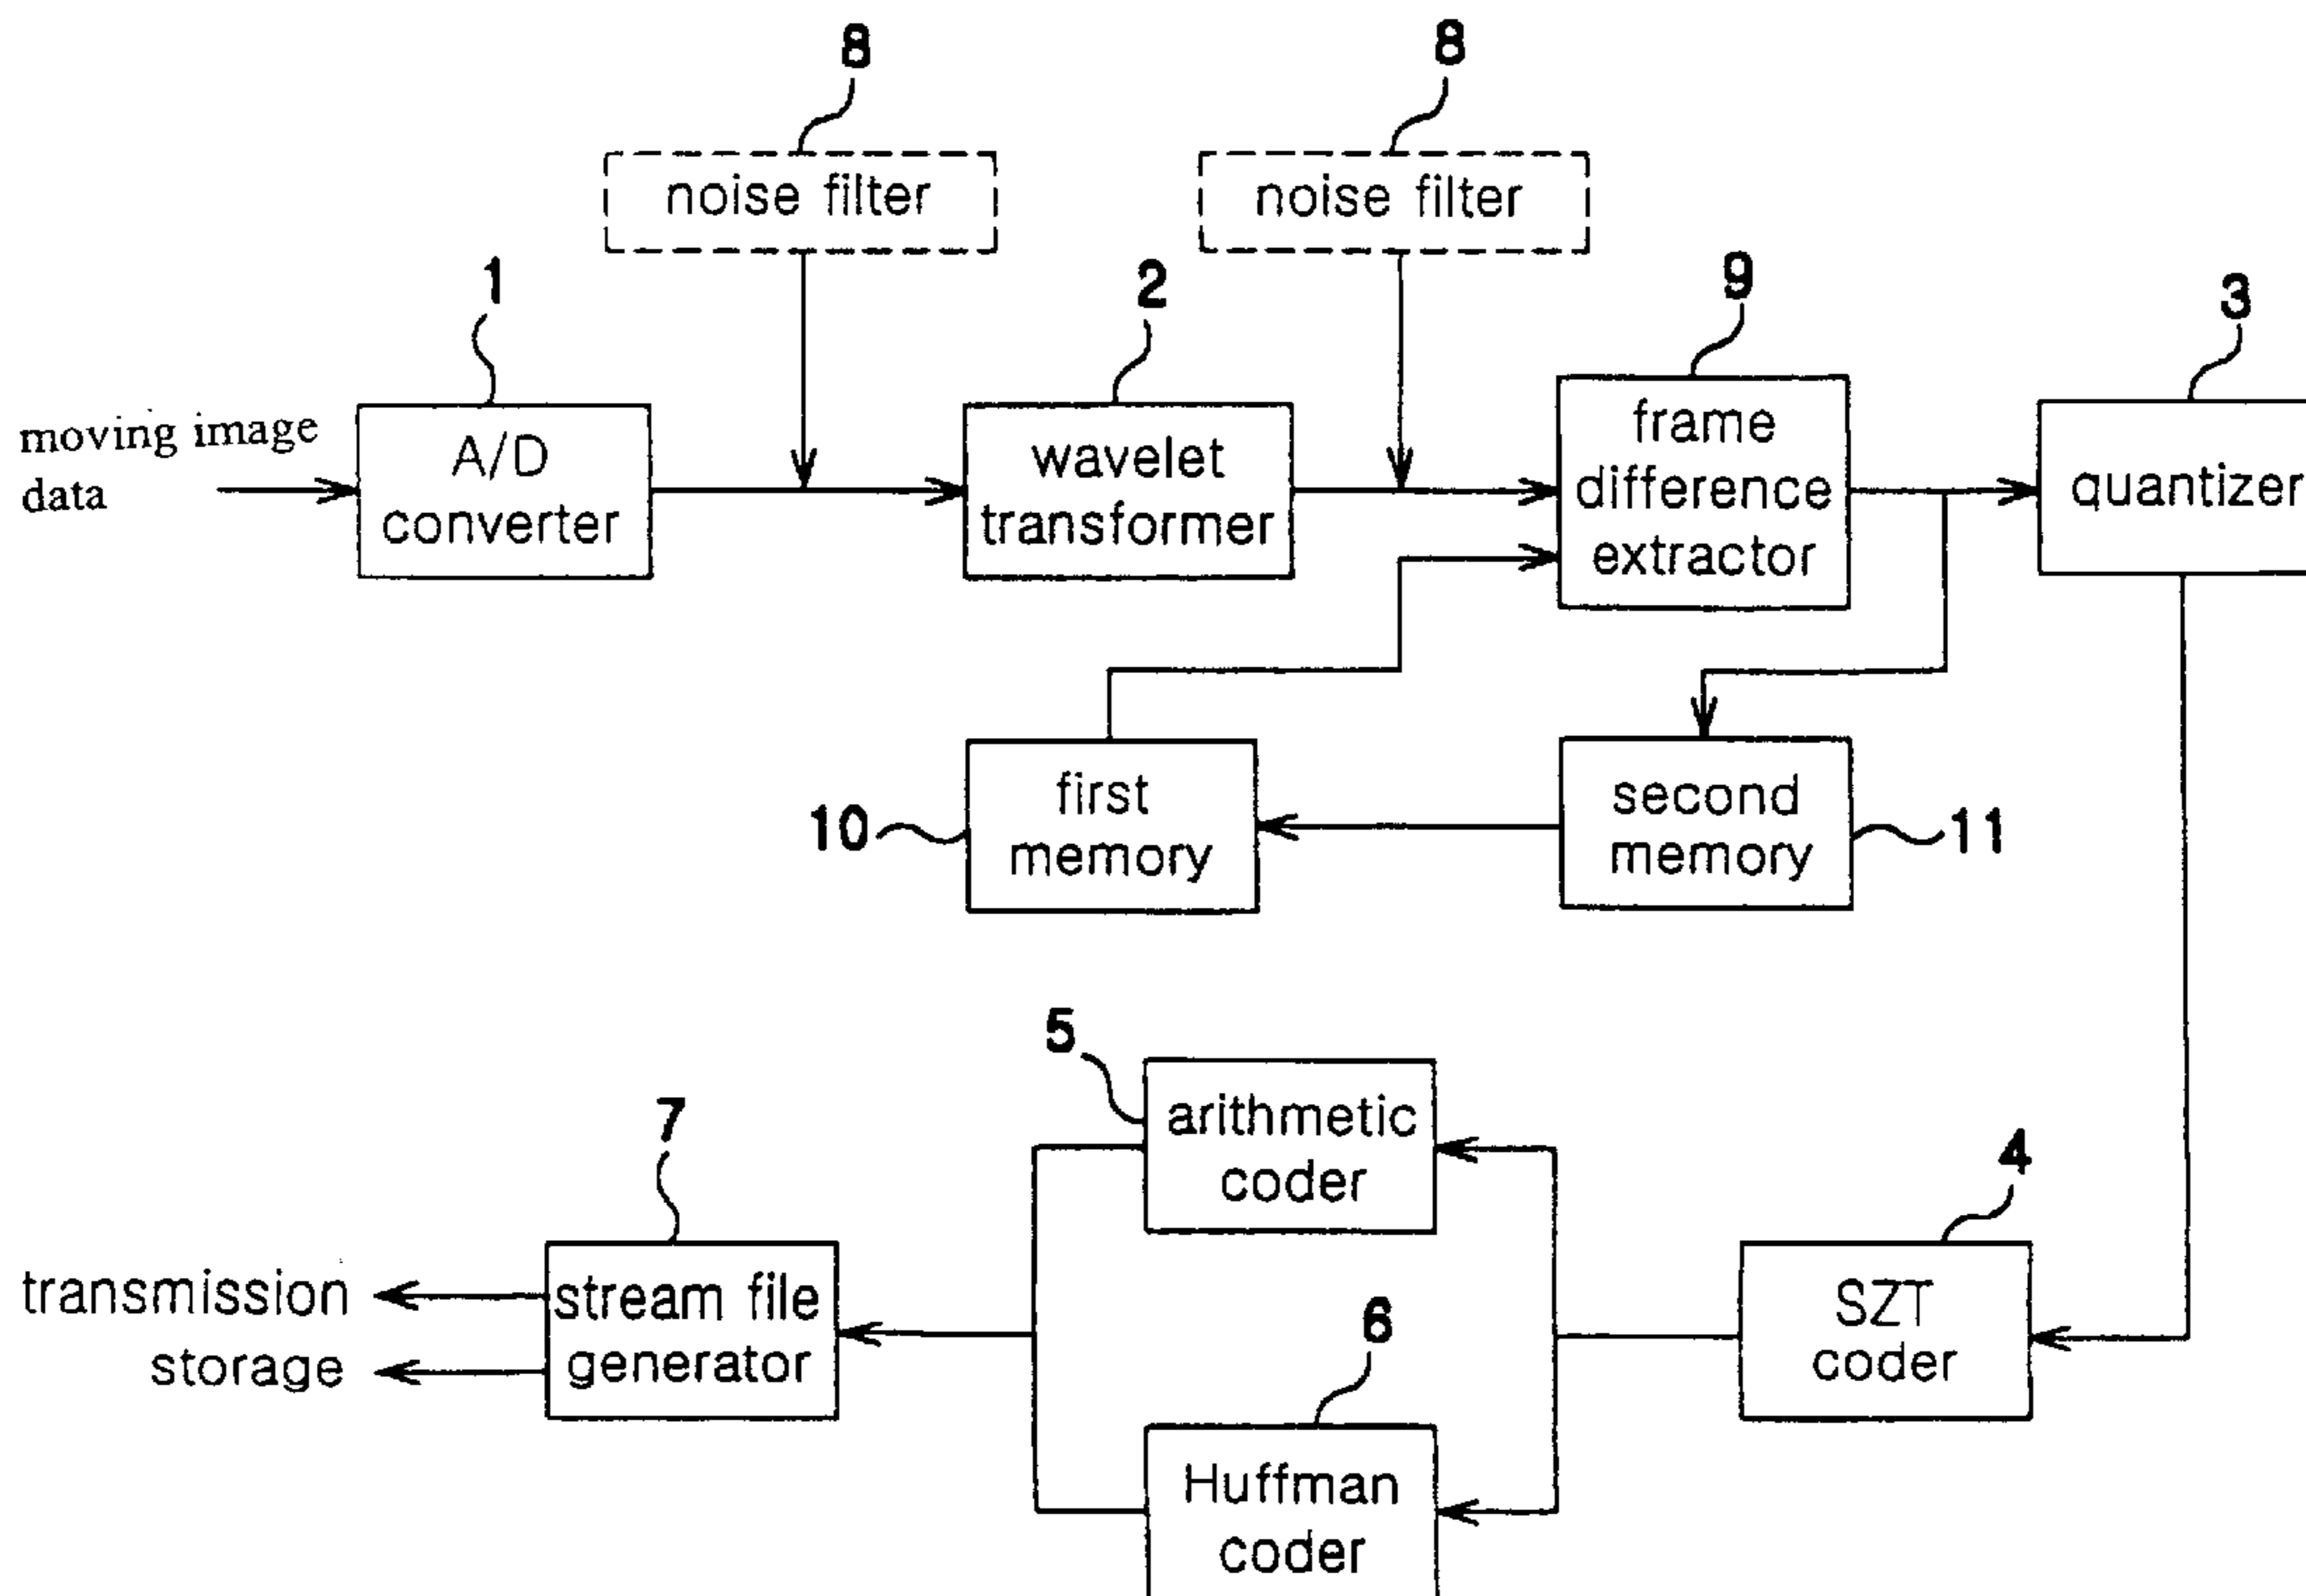 8
8
noise filter
noise filter
1
2
9
3
moving image
data
A/D
converter
wavelet
transformer
frame
difference
extractor
quantizer
10
first
memory
second
memory
11
5
arithmetic
coder
7
4
transmission
storage
stream file
generator
6
SZT
coder
Huffman
coder